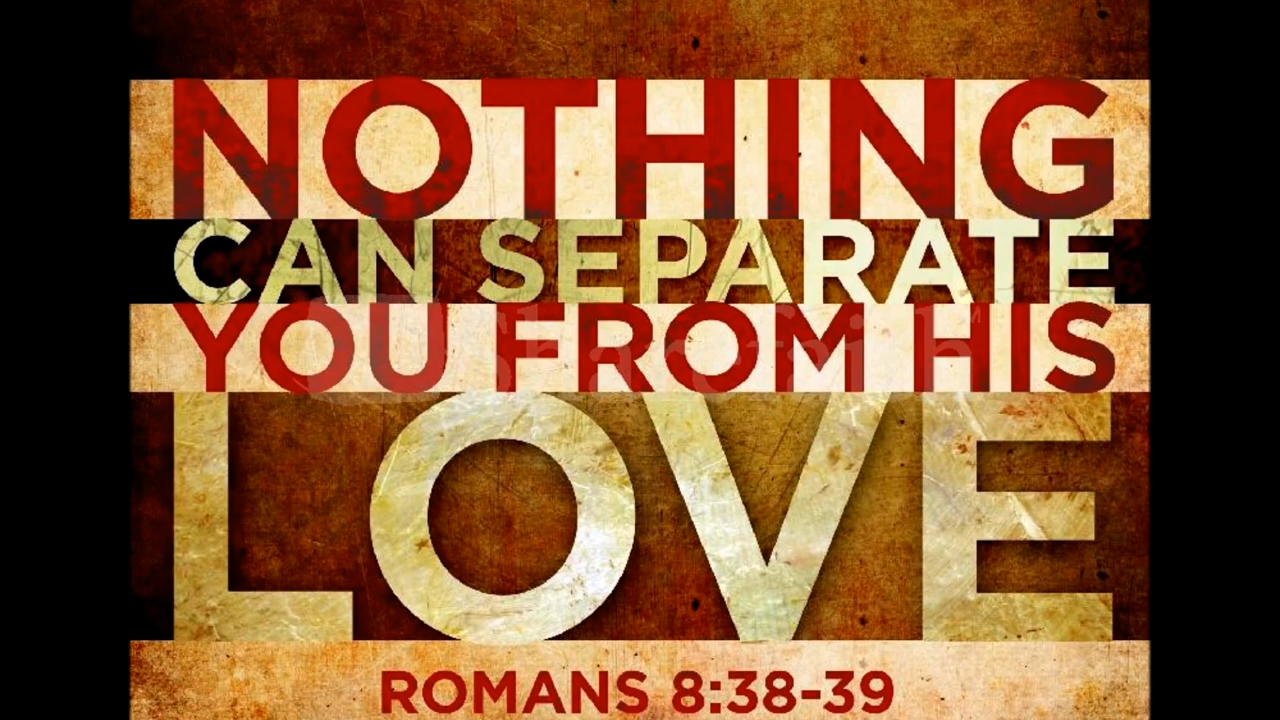 NOTHING
CAN SEPARATE
YOU FROM HIS
LOVE
ROMANS 8:38-39